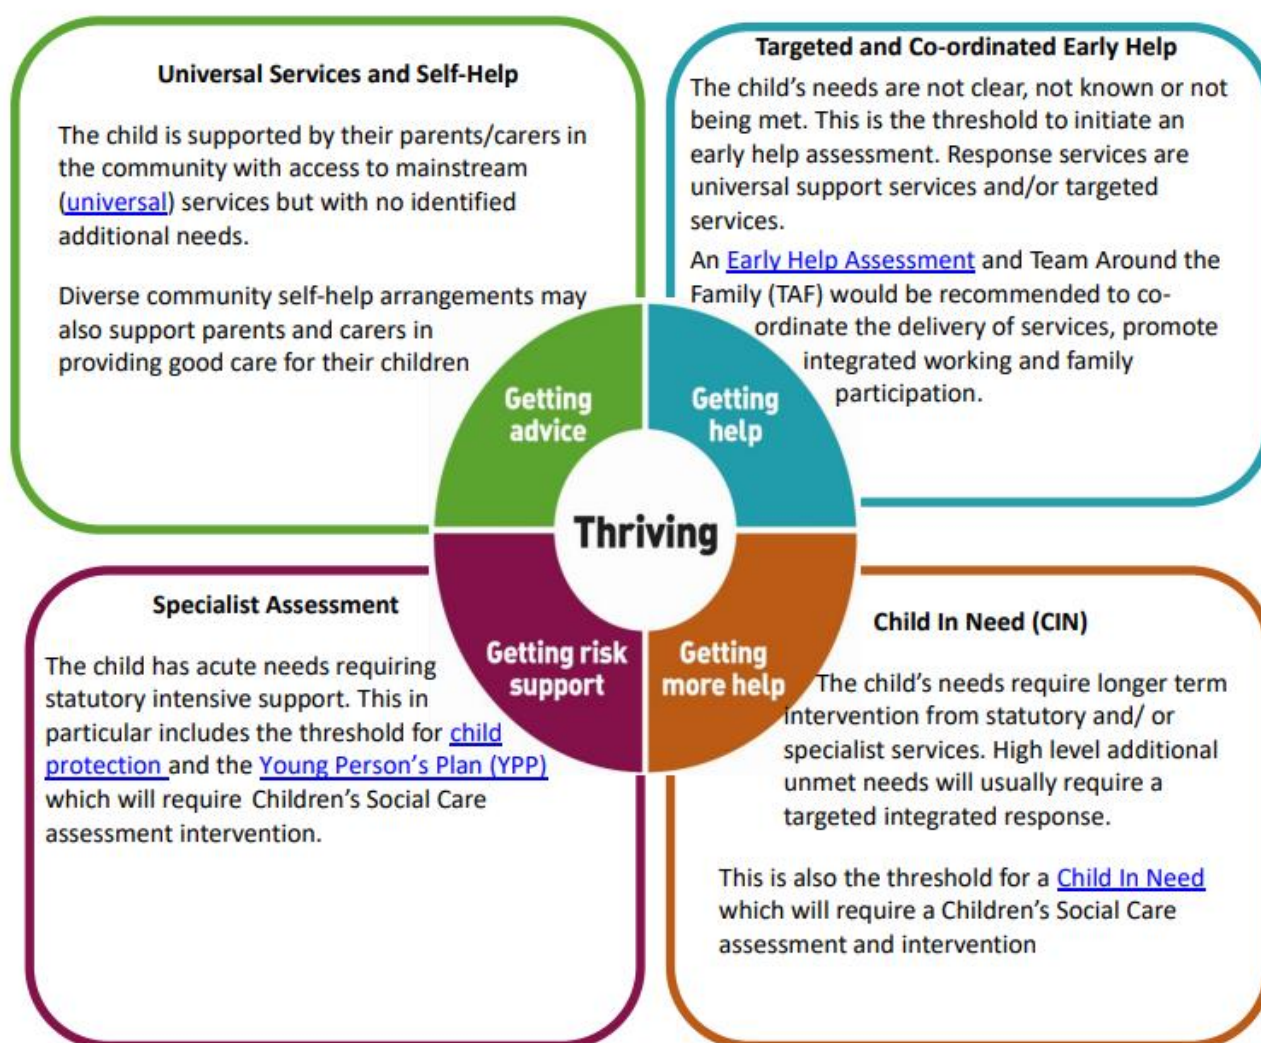 Universal Services and Self-Help
The child is supported by their parents/carers in
the community with access to mainstream
(universal) services but with no identified
additional needs.
Diverse community self-help arrangements may
also support parents and carers in
providing good care for their children
Targeted and Co-ordinated Early Help
The child’s needs are not clear, not known or not
being met. This is the threshold to initiate an
early help assessment. Response services are
universal support services and/or targeted
services.
An Early Help Assessment and Team Around the
Family (TAF) would be recommended to co-
ordinate the delivery of services, promote
integrated working and family
participation.
Getting
advice
Getting
help
Thriving
Getting risk
support
Getting
more help
Specialist Assessment
The child has acute needs requiring
statutory intensive support. This in
particular includes the threshold for child
protection and the Young Person’s Plan (YPP)
which will require Children’s Social Care
assessment intervention.
Child In Need (CIN)
The child’s needs require longer term
intervention from statutory and/ or
specialist services. High level additional
unmet needs will usually require a
targeted integrated response.
This is also the threshold for a Child In Need
which will require a Children’s Social Care
assessment and intervention